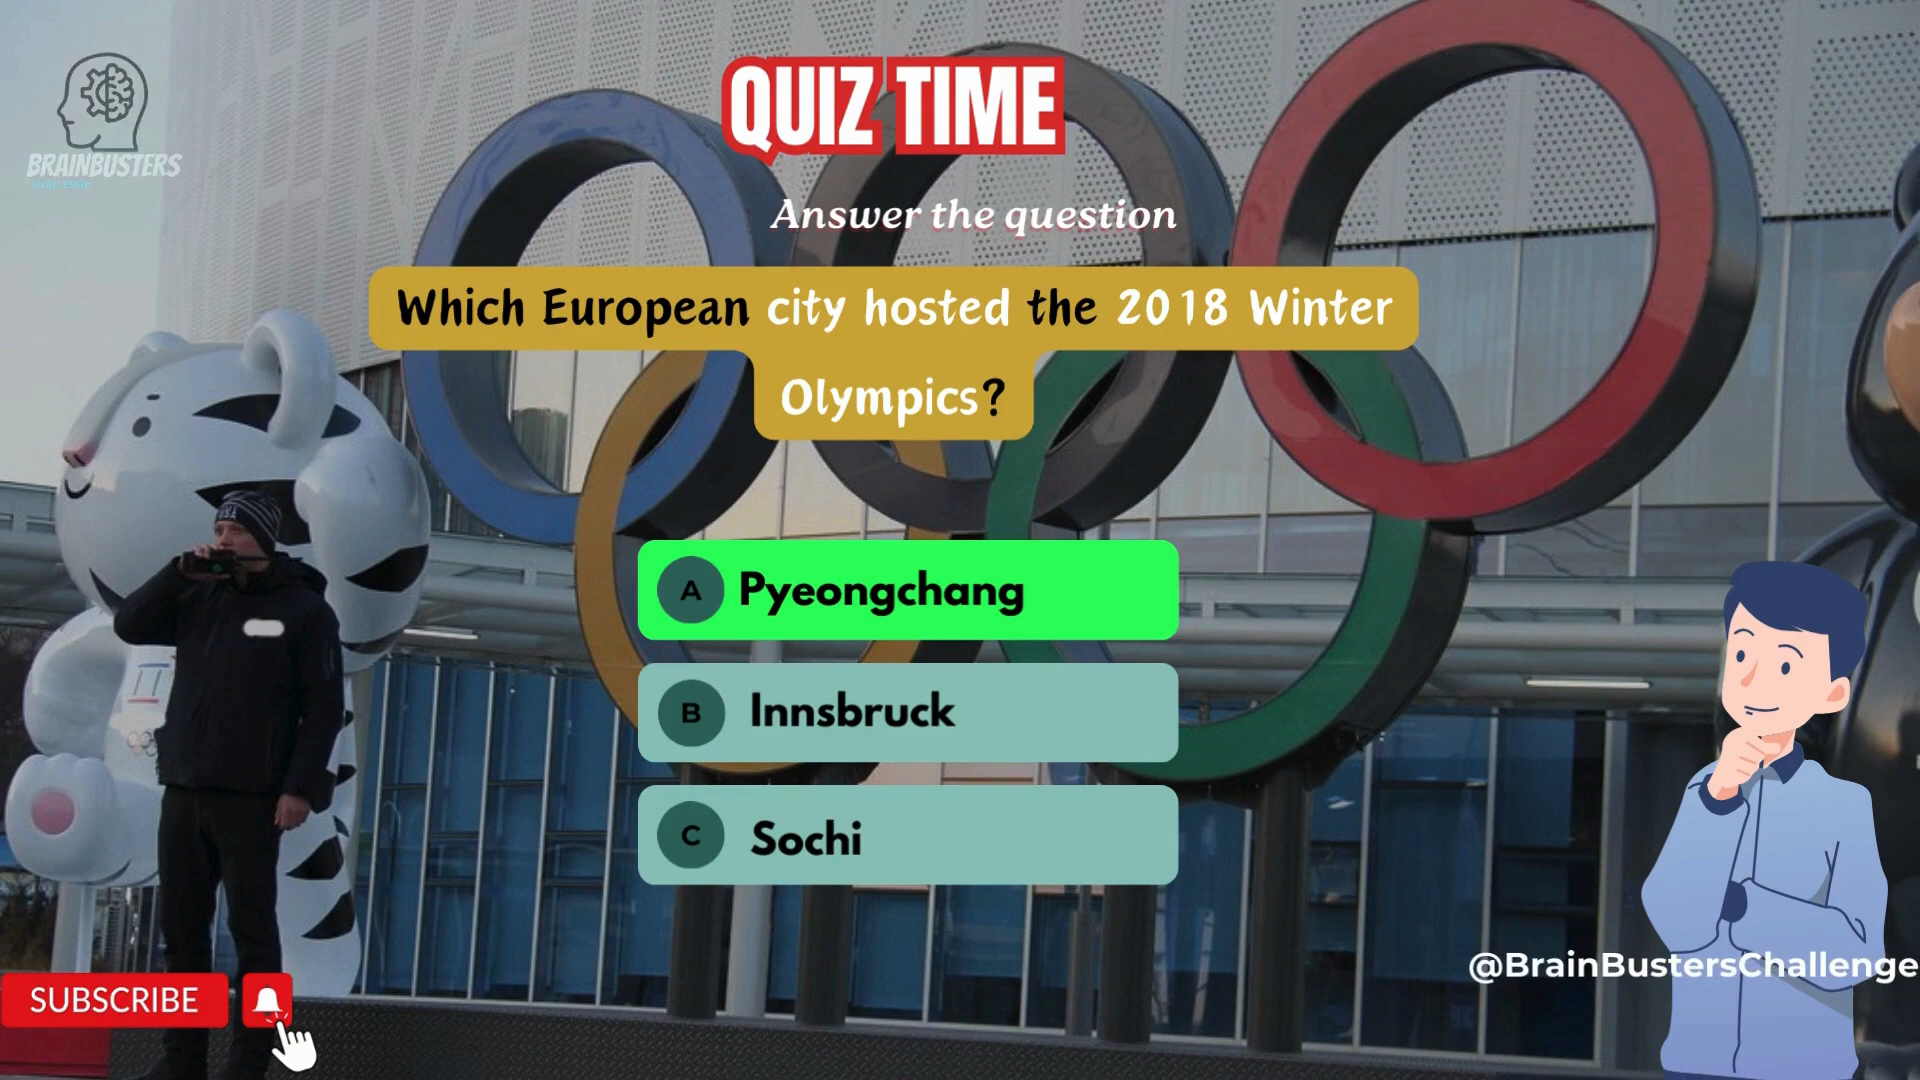 QUIZ TIME
BRAINBUSTERS
Answer the question
Which European city hosted the 2018 Winter
Olympics?
A Pyeongchang
B Innsbruck
C Sochi
USA
@BrainBustersChallenge
SUBSCRIBE